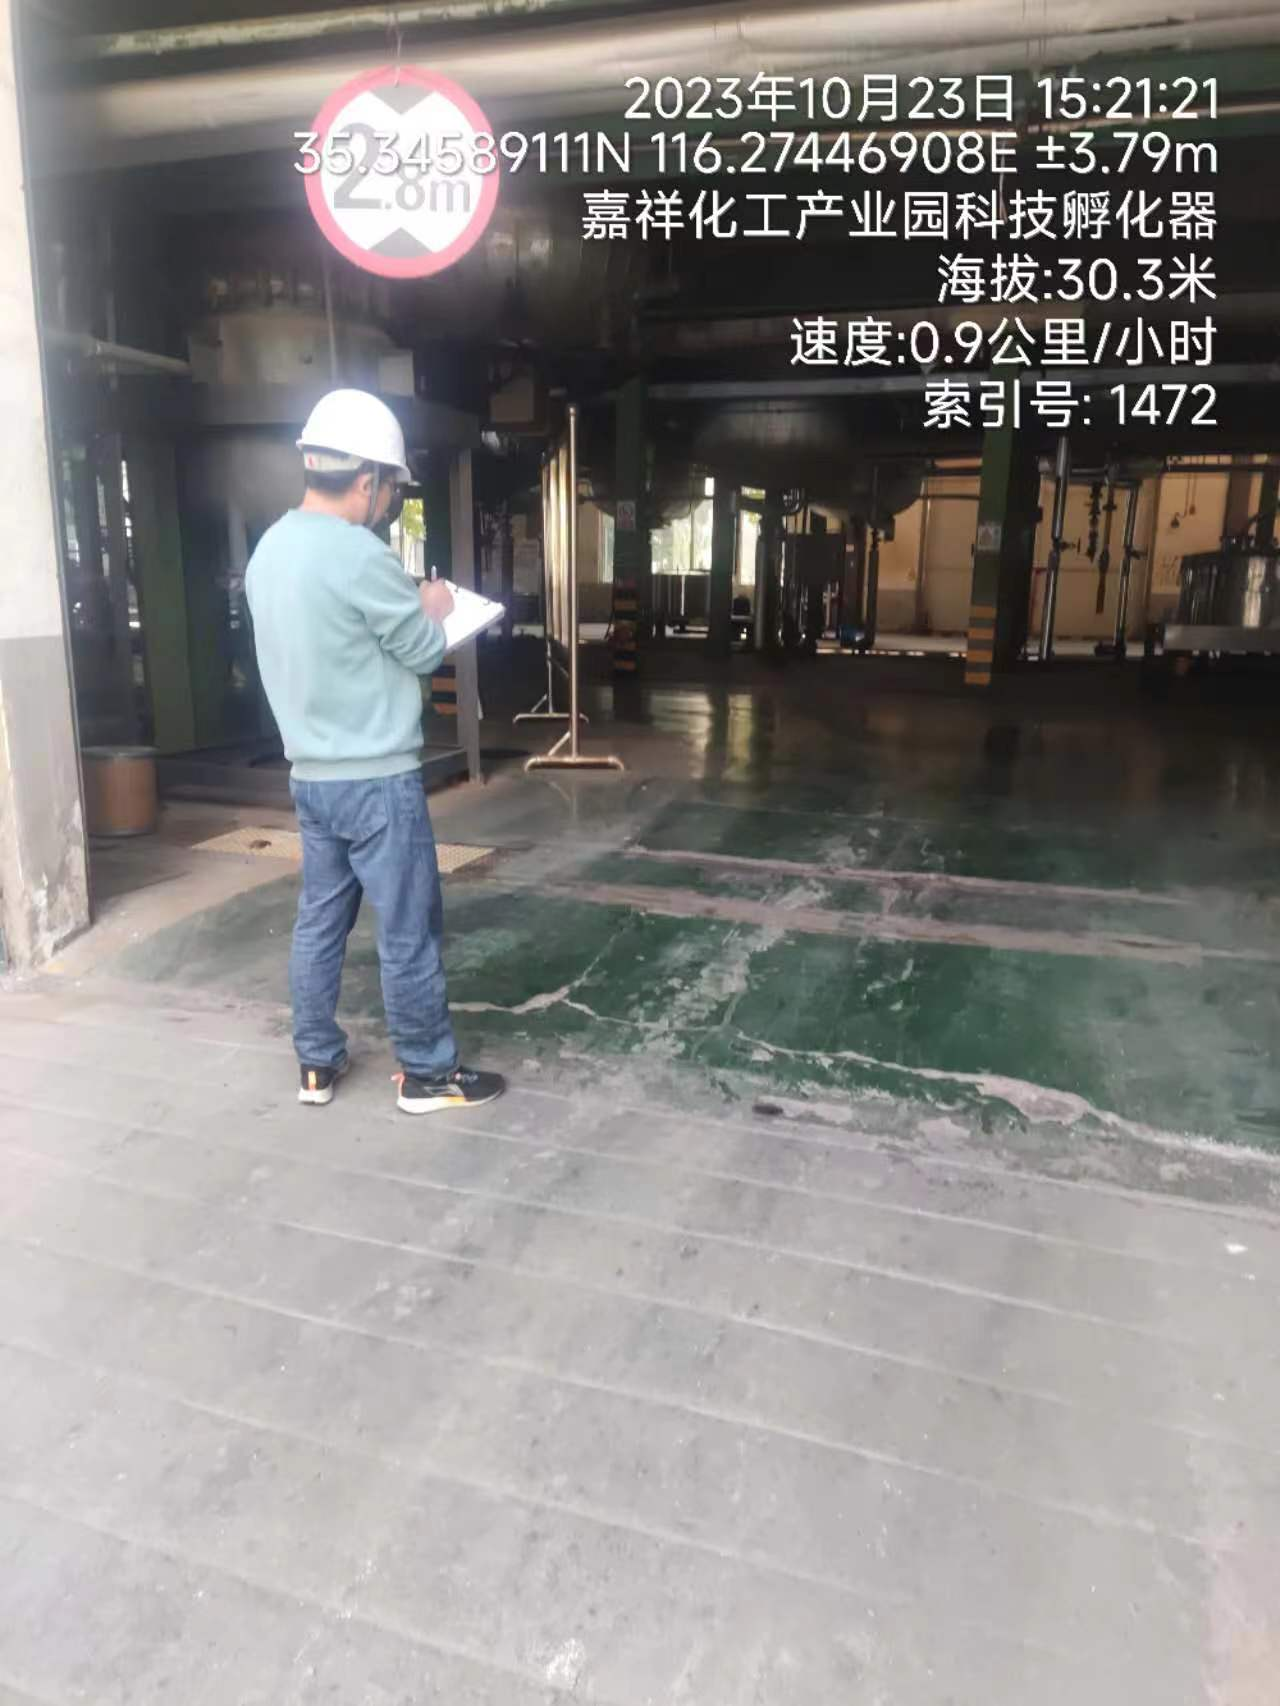 2023年10月23日 15:21:21
35.34589111N 116.27446908E ±3.79m
2.8m
嘉祥化工产业园科技孵化器
海拔:30.3米
速度:0.9公里/小时
索引号: 1472